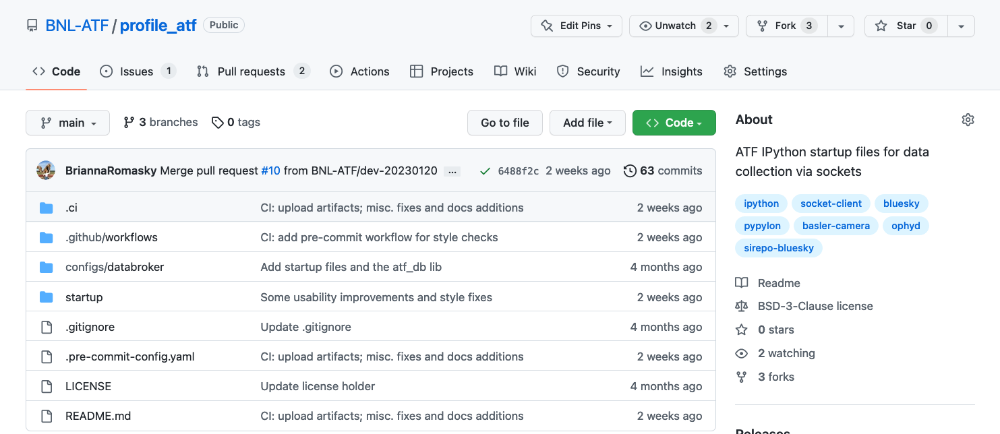 BNL-ATF / profile_atf Public Edit Pins Unwatch 2 Fork 3 Star 0
Code Issues 1 Pull requests 2 Actions Projects Wiki Security Insights Settings
main 3 branches 0 tags Go to file Add file Code
BriannaRomasky Merge pull request #10 from BNL-ATF/dev-20230120 ... 6488f2c 2 weeks ago 63 commits
.ci CI: upload artifacts; misc. fixes and docs additions 2 weeks ago
.github/workflows CI: add pre-commit workflow for style checks 2 weeks ago
configs/databroker Add startup files and the atf_db lib 4 months ago
startup Some usability improvements and style fixes 2 weeks ago
.gitignore Update .gitignore 4 months ago
.pre-commit-config.yaml CI: upload artifacts; misc. fixes and docs additions 2 weeks ago
LICENSE Update license holder 4 months ago
README.md CI: upload artifacts; misc. fixes and docs additions 2 weeks ago
About
ATF IPython startup files for data
collection via sockets
ipython socket-client bluesky
pypylon basler-camera ophyd
sirepo-bluesky
Readme
BSD-3-Clause license
0 stars
2 watching
3 forks
Releases